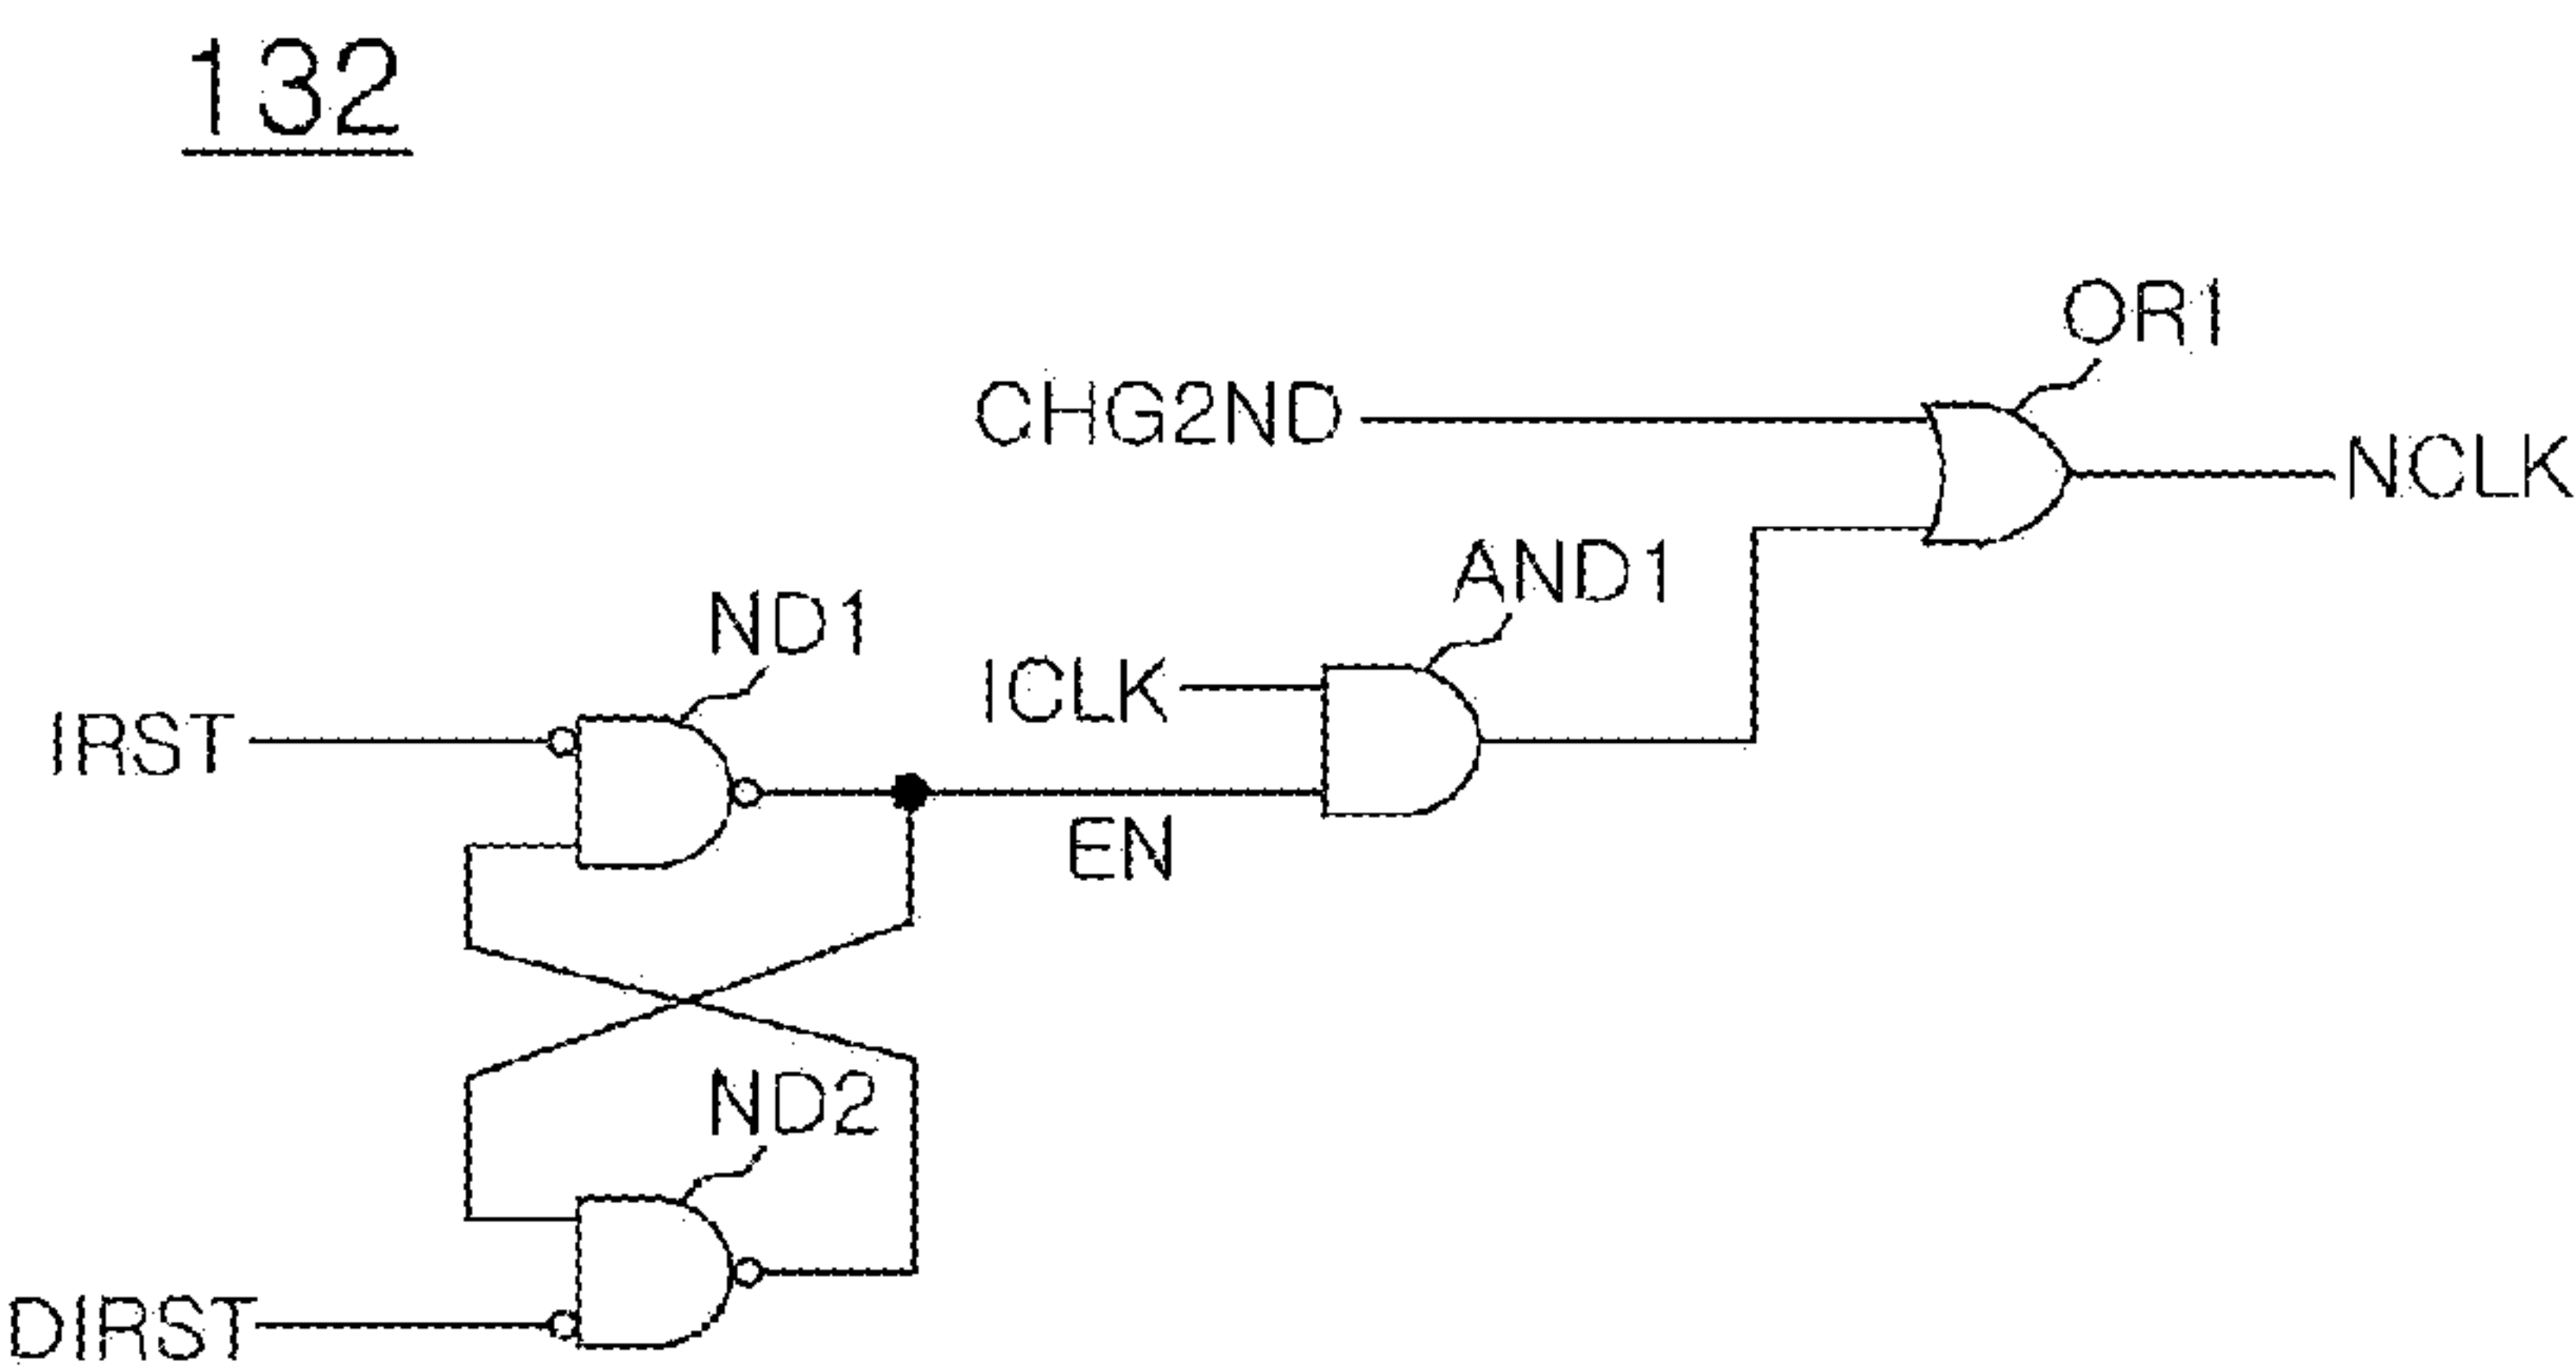 132
OR1
CHG2ND
NCLK
AND1
ND1
ICLK
IRST
EN
ND2
DIRST